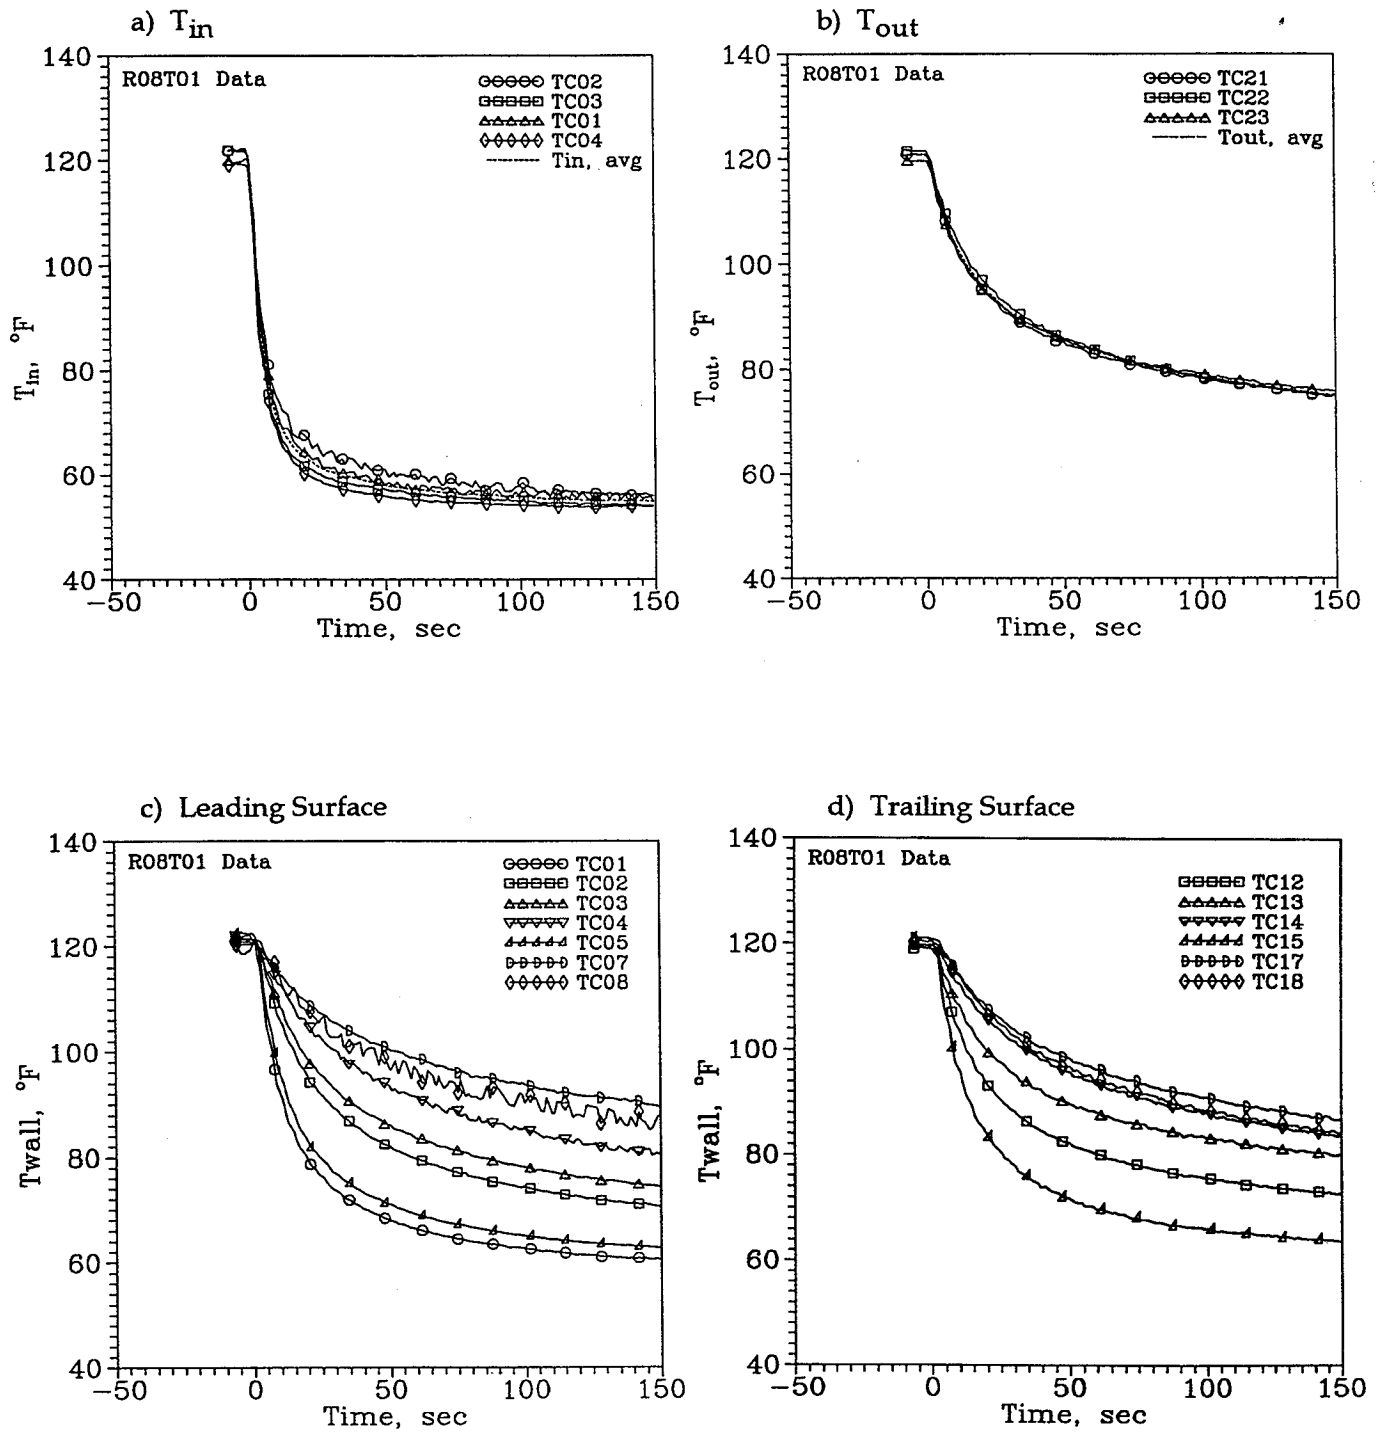 a) Tin
140
120
100
80
60
40
Tin, °F
R08T01 Data
TC02
TC03
TC01
TC04
Tin, avg
-50
0
50
100
150
Time, sec
b) Tout
140
120
100
80
60
40
Tout, °F
R08T01 Data
TC21
TC22
TC23
Tout, avg
-50
0
50
100
150
Time, sec
c) Leading Surface
140
120
100
80
60
40
Twall, °F
R08T01 Data
TC01
TC02
TC03
TC04
TC05
TC07
TC08
-50
0
50
100
150
Time, sec
d) Trailing Surface
140
120
100
80
60
40
Twall, °F
R08T01 Data
TC12
TC13
TC14
TC15
TC17
TC18
-50
0
50
100
150
Time, sec